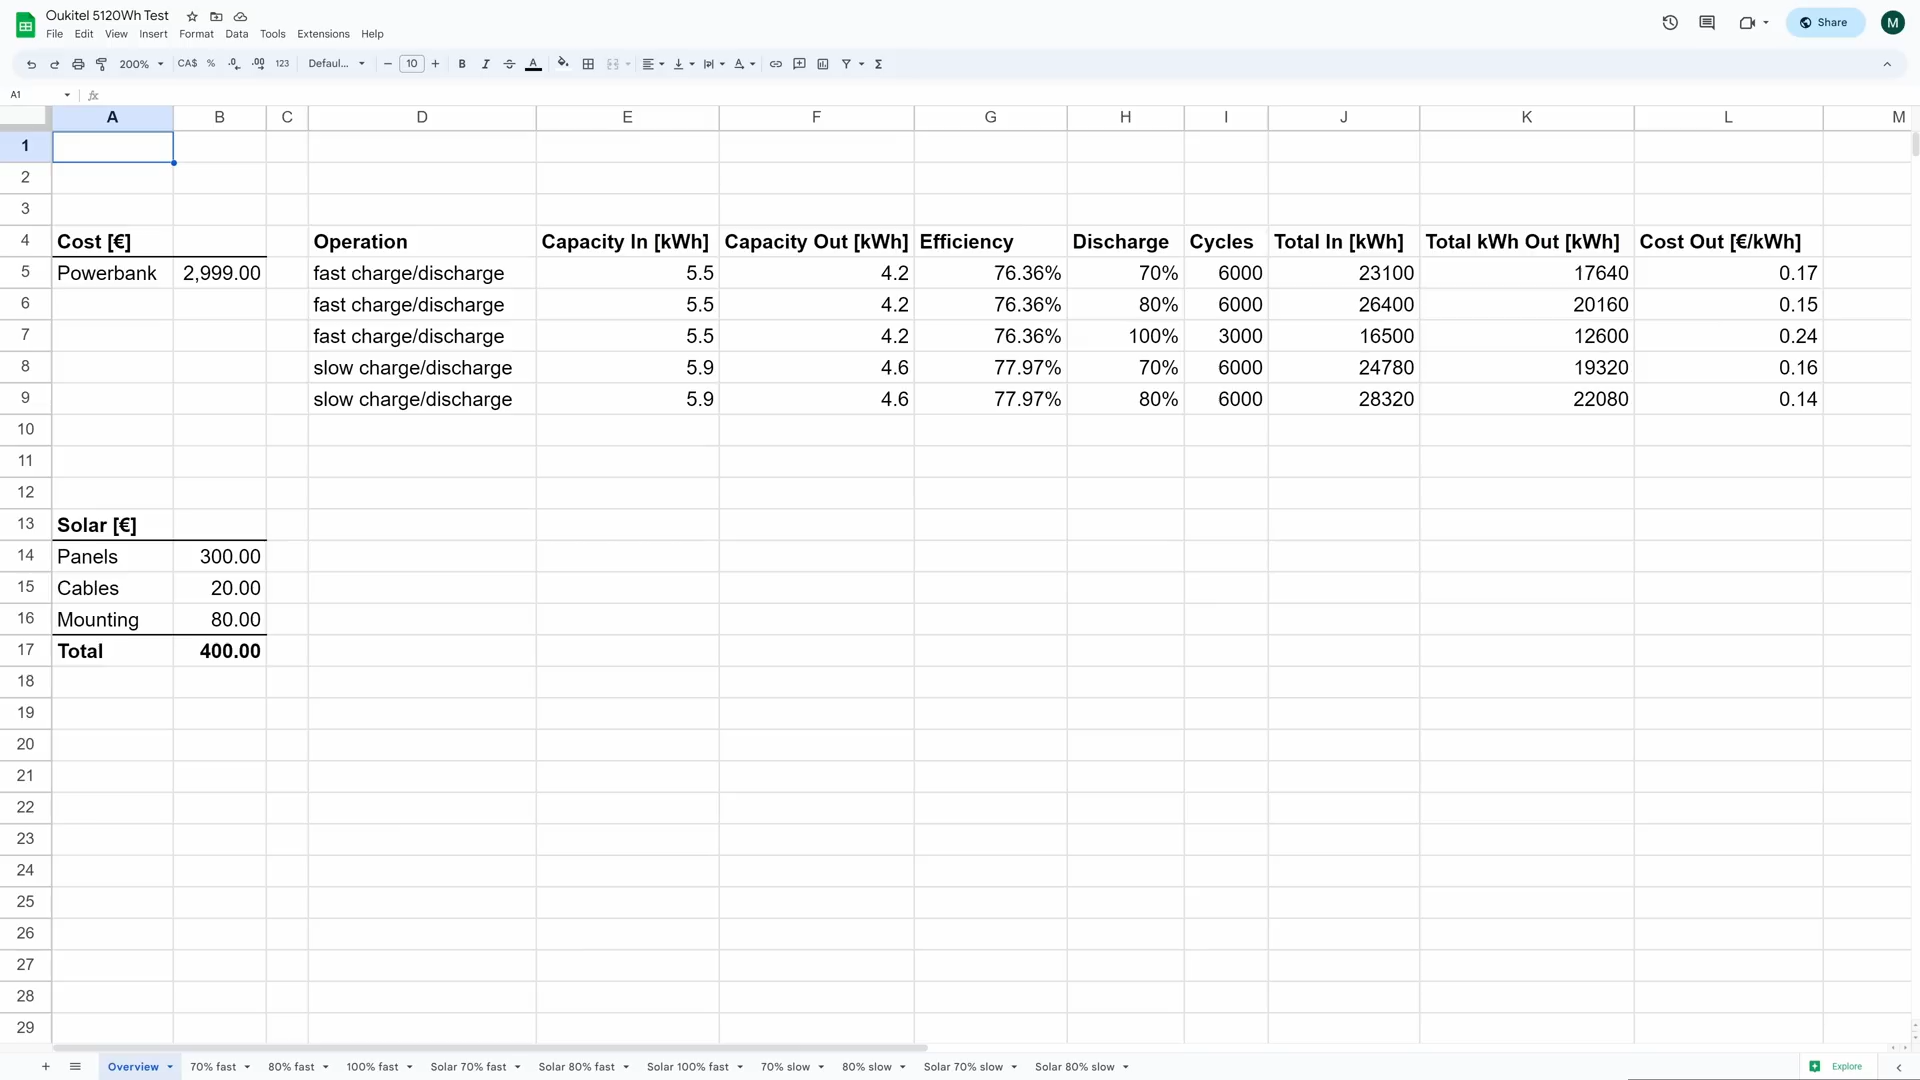 Oukitel 5120Wh Test
File Edit View Insert Format Data Tools Extensions Help
Share
M
200% CA$ % .0 .00 123 Defaul... 10 B I A Σ
A1 fx
A B C D E F G H I J K L M
1
2
3
4 Cost [€] Operation Capacity In [kWh] Capacity Out [kWh] Efficiency Discharge Cycles Total In [kWh] Total kWh Out [kWh] Cost Out [€/kWh]
5 Powerbank 2,999.00 fast charge/discharge 5.5 4.2 76.36% 70% 6000 23100 17640 0.17
6 fast charge/discharge 5.5 4.2 76.36% 80% 6000 26400 20160 0.15
7 fast charge/discharge 5.5 4.2 76.36% 100% 3000 16500 12600 0.24
8 slow charge/discharge 5.9 4.6 77.97% 70% 6000 24780 19320 0.16
9 slow charge/discharge 5.9 4.6 77.97% 80% 6000 28320 22080 0.14
10
11
12
13 Solar [€]
14 Panels 300.00
15 Cables 20.00
16 Mounting 80.00
17 Total 400.00
18
19
20
21
22
23
24
25
26
27
28
29
Overview 70% fast 80% fast 100% fast Solar 70% fast Solar 80% fast Solar 100% fast 70% slow 80% slow Solar 70% slow Solar 80% slow Explore